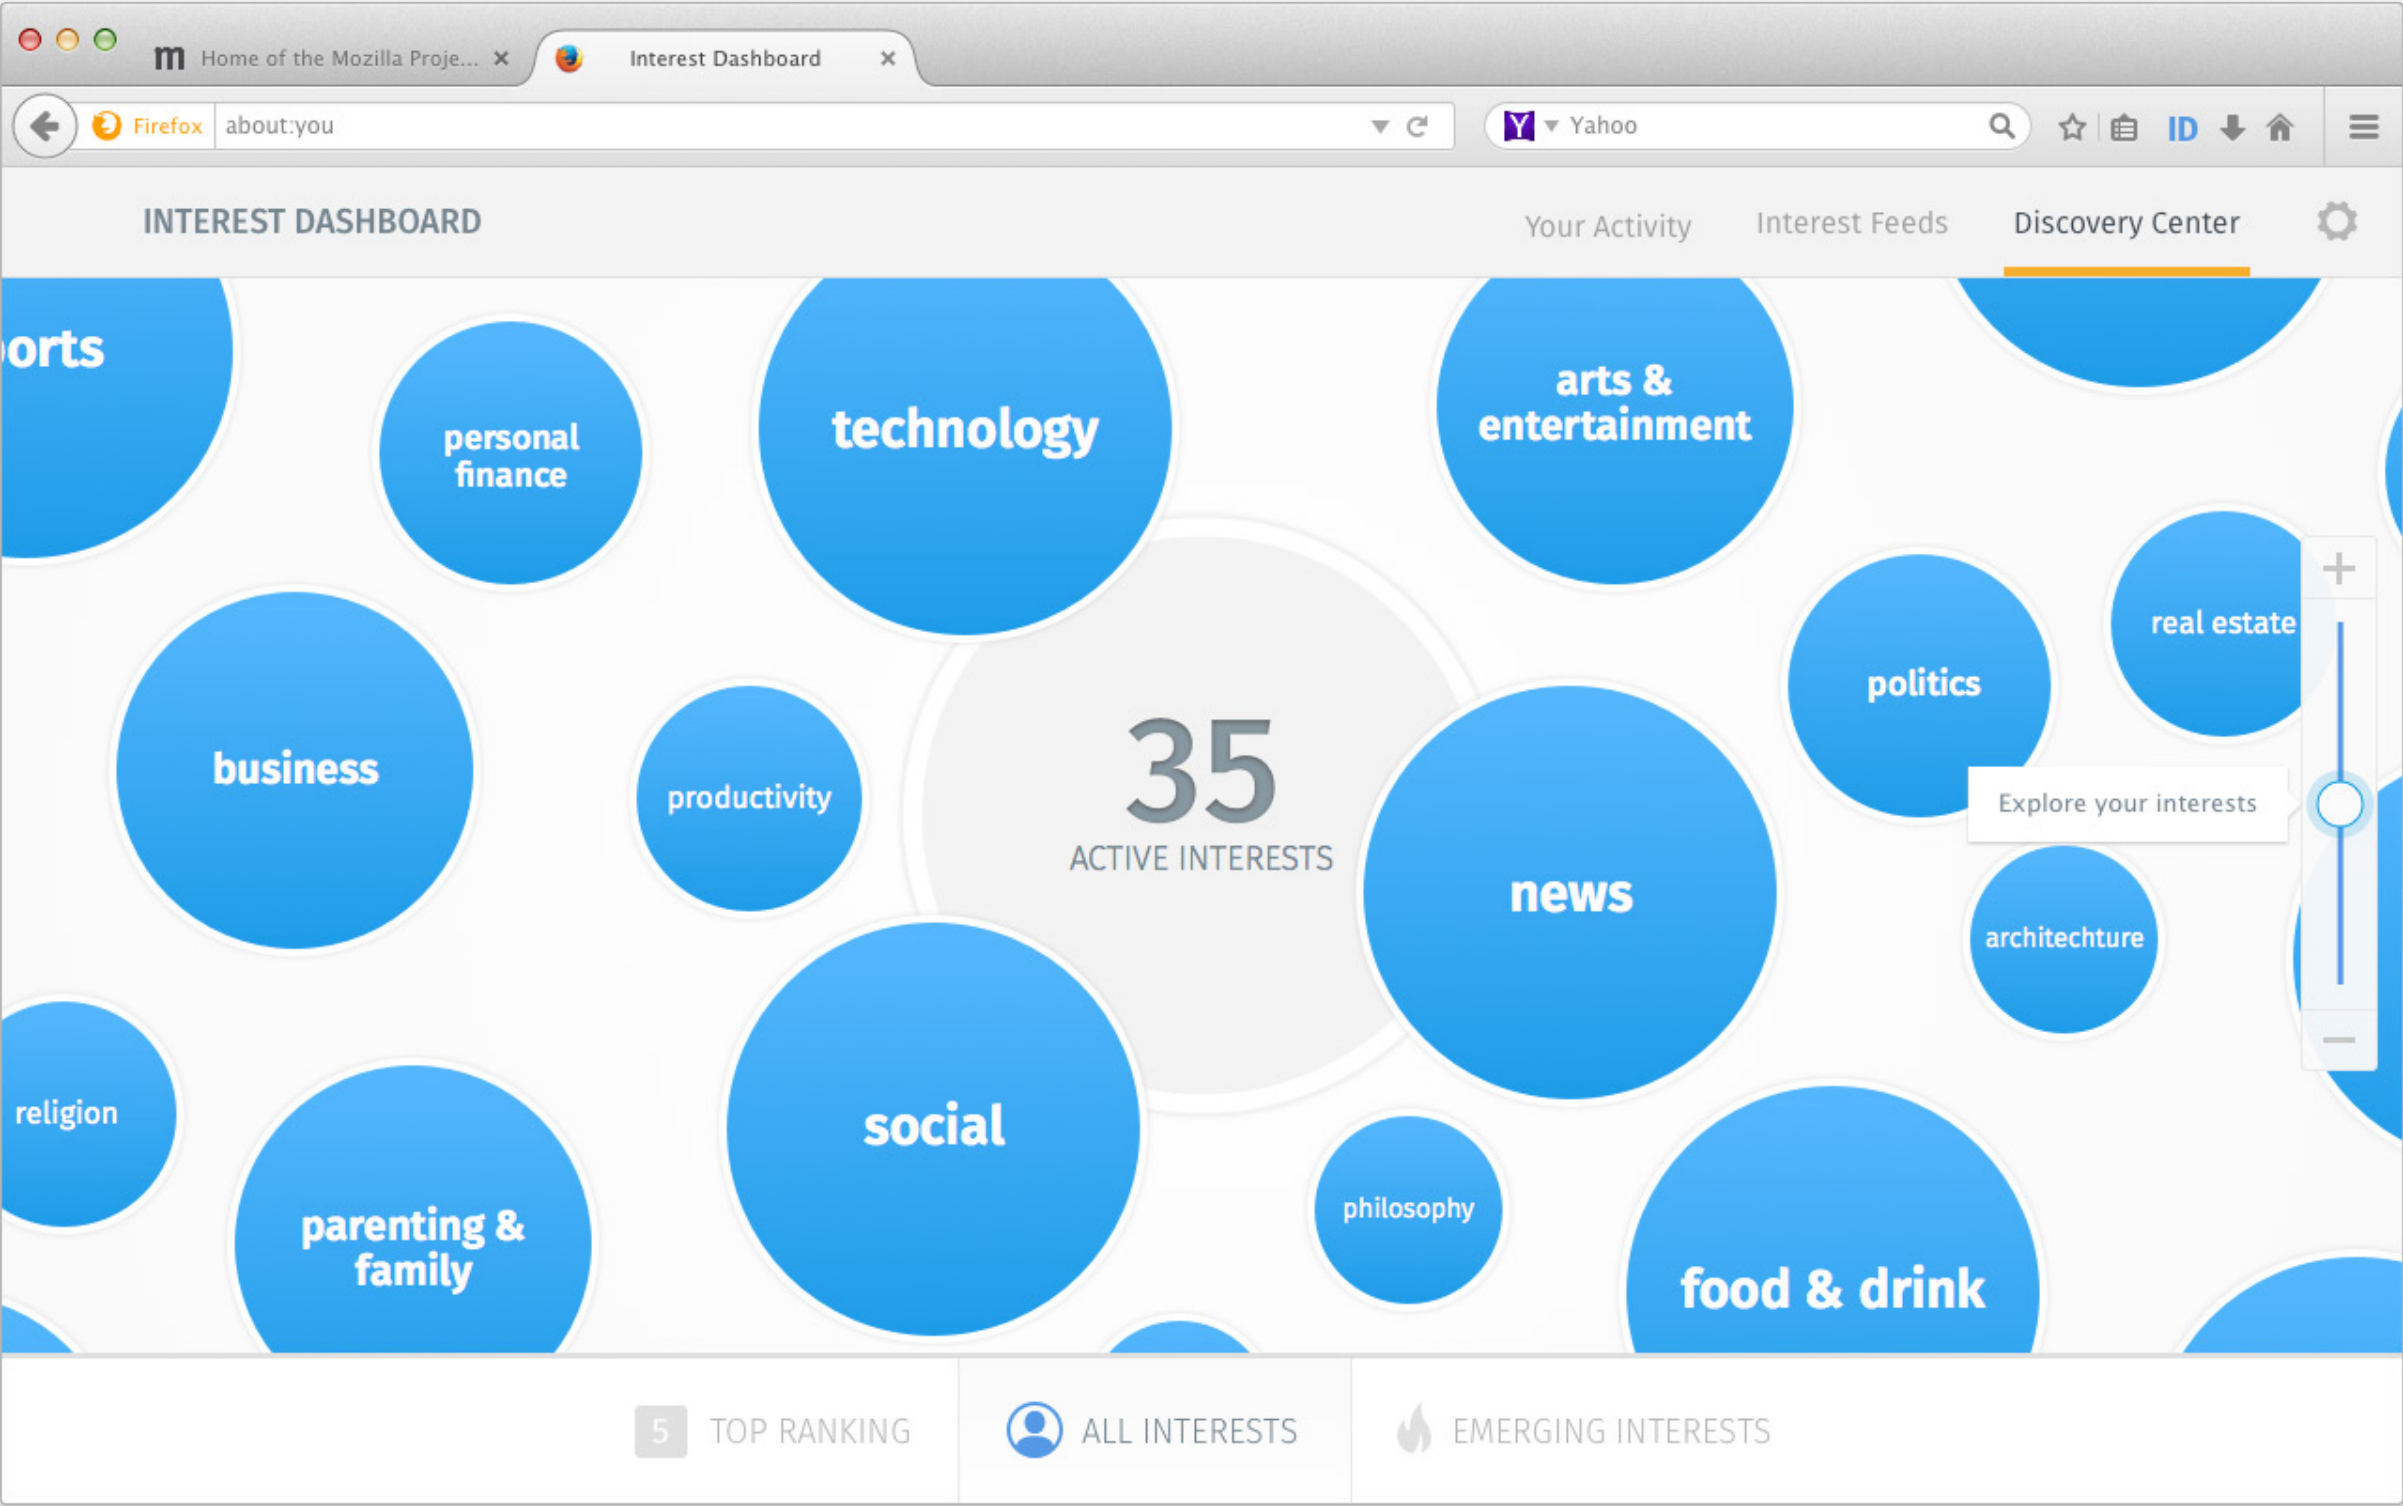 m Home of the Mozilla Proje...
Interest Dashboard
Firefox
about:you
Y Yahoo
ID
INTEREST DASHBOARD
Your Activity
Interest Feeds
Discovery Center
orts
personal
finance
technology
arts &
entertainment
real estate
politics
business
productivity
35
ACTIVE INTERESTS
Explore your interests
news
architechture
religion
social
parenting &
family
philosophy
food & drink
5 TOP RANKING
ALL INTERESTS
EMERGING INTERESTS